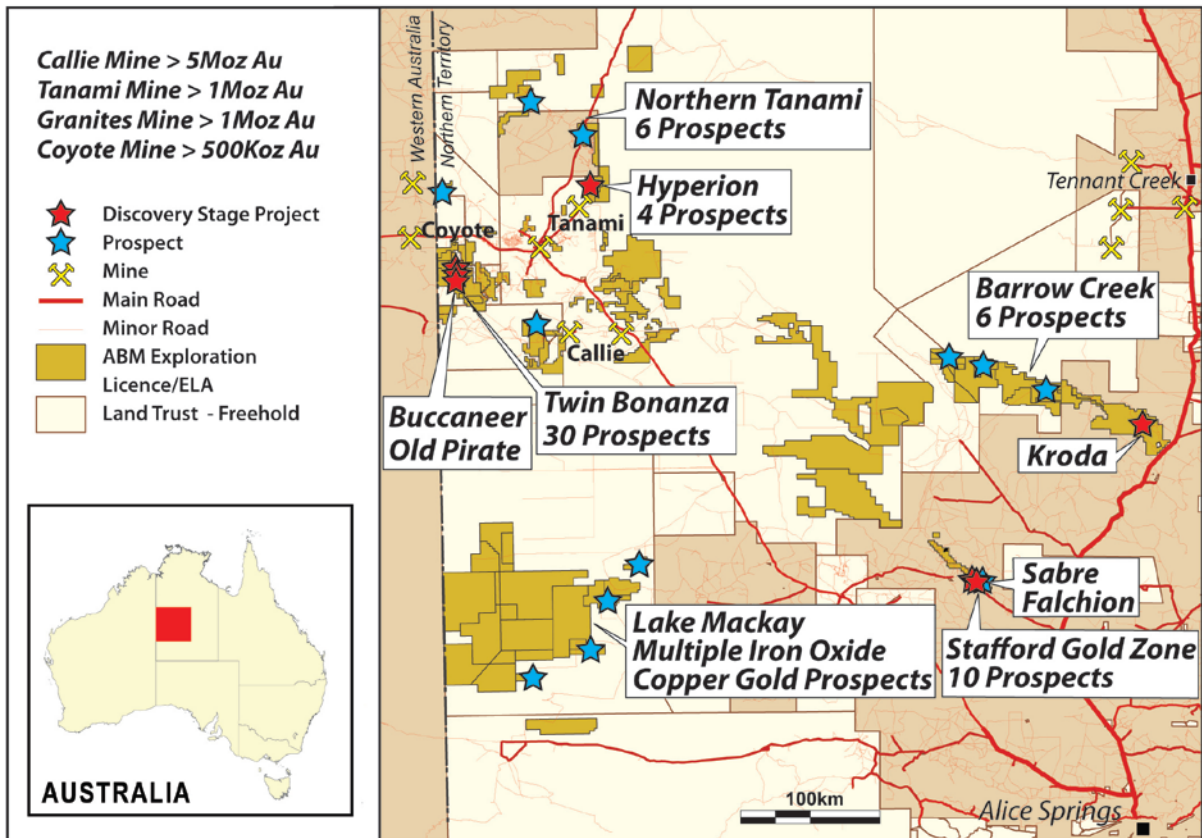 Callie Mine > 5Moz Au
Tanami Mine > 1Moz Au
Granites Mine > 1Moz Au
Coyote Mine > 500Koz Au
Discovery Stage Project
Prospect
Mine
Main Road
Minor Road
ABM Exploration
Licence/ELA
Land Trust - Freehold
AUSTRALIA
Western Australia
Northern Territory
Northern Tanami
6 Prospects
Hyperion
4 Prospects
Tennant Creek
Coyote
Tanami
Barrow Creek
6 Prospects
Callie
Buccaneer
Old Pirate
Twin Bonanza
30 Prospects
Kroda
Sabre
Falchion
Lake Mackay
Multiple Iron Oxide
Copper Gold Prospects
Stafford Gold Zone
10 Prospects
100km
Alice Springs